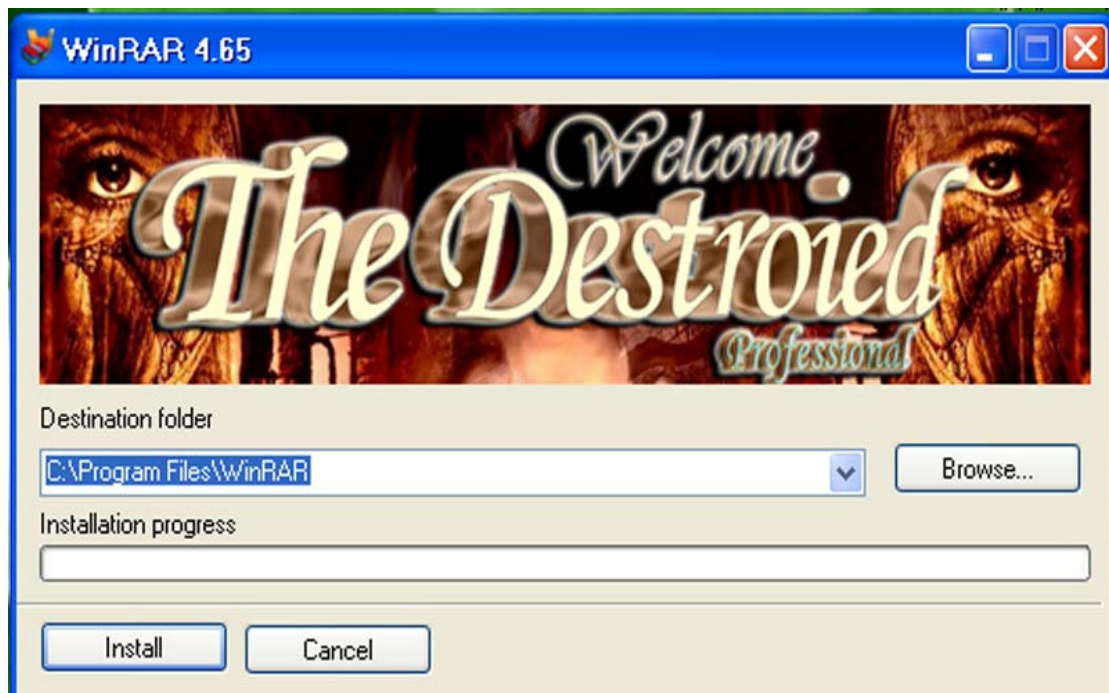 WinRAR 4.65
Welcome
The Destroied
Professional
Destination folder
C:\Program Files\WinRAR
Browse...
Installation progress
Install
Cancel